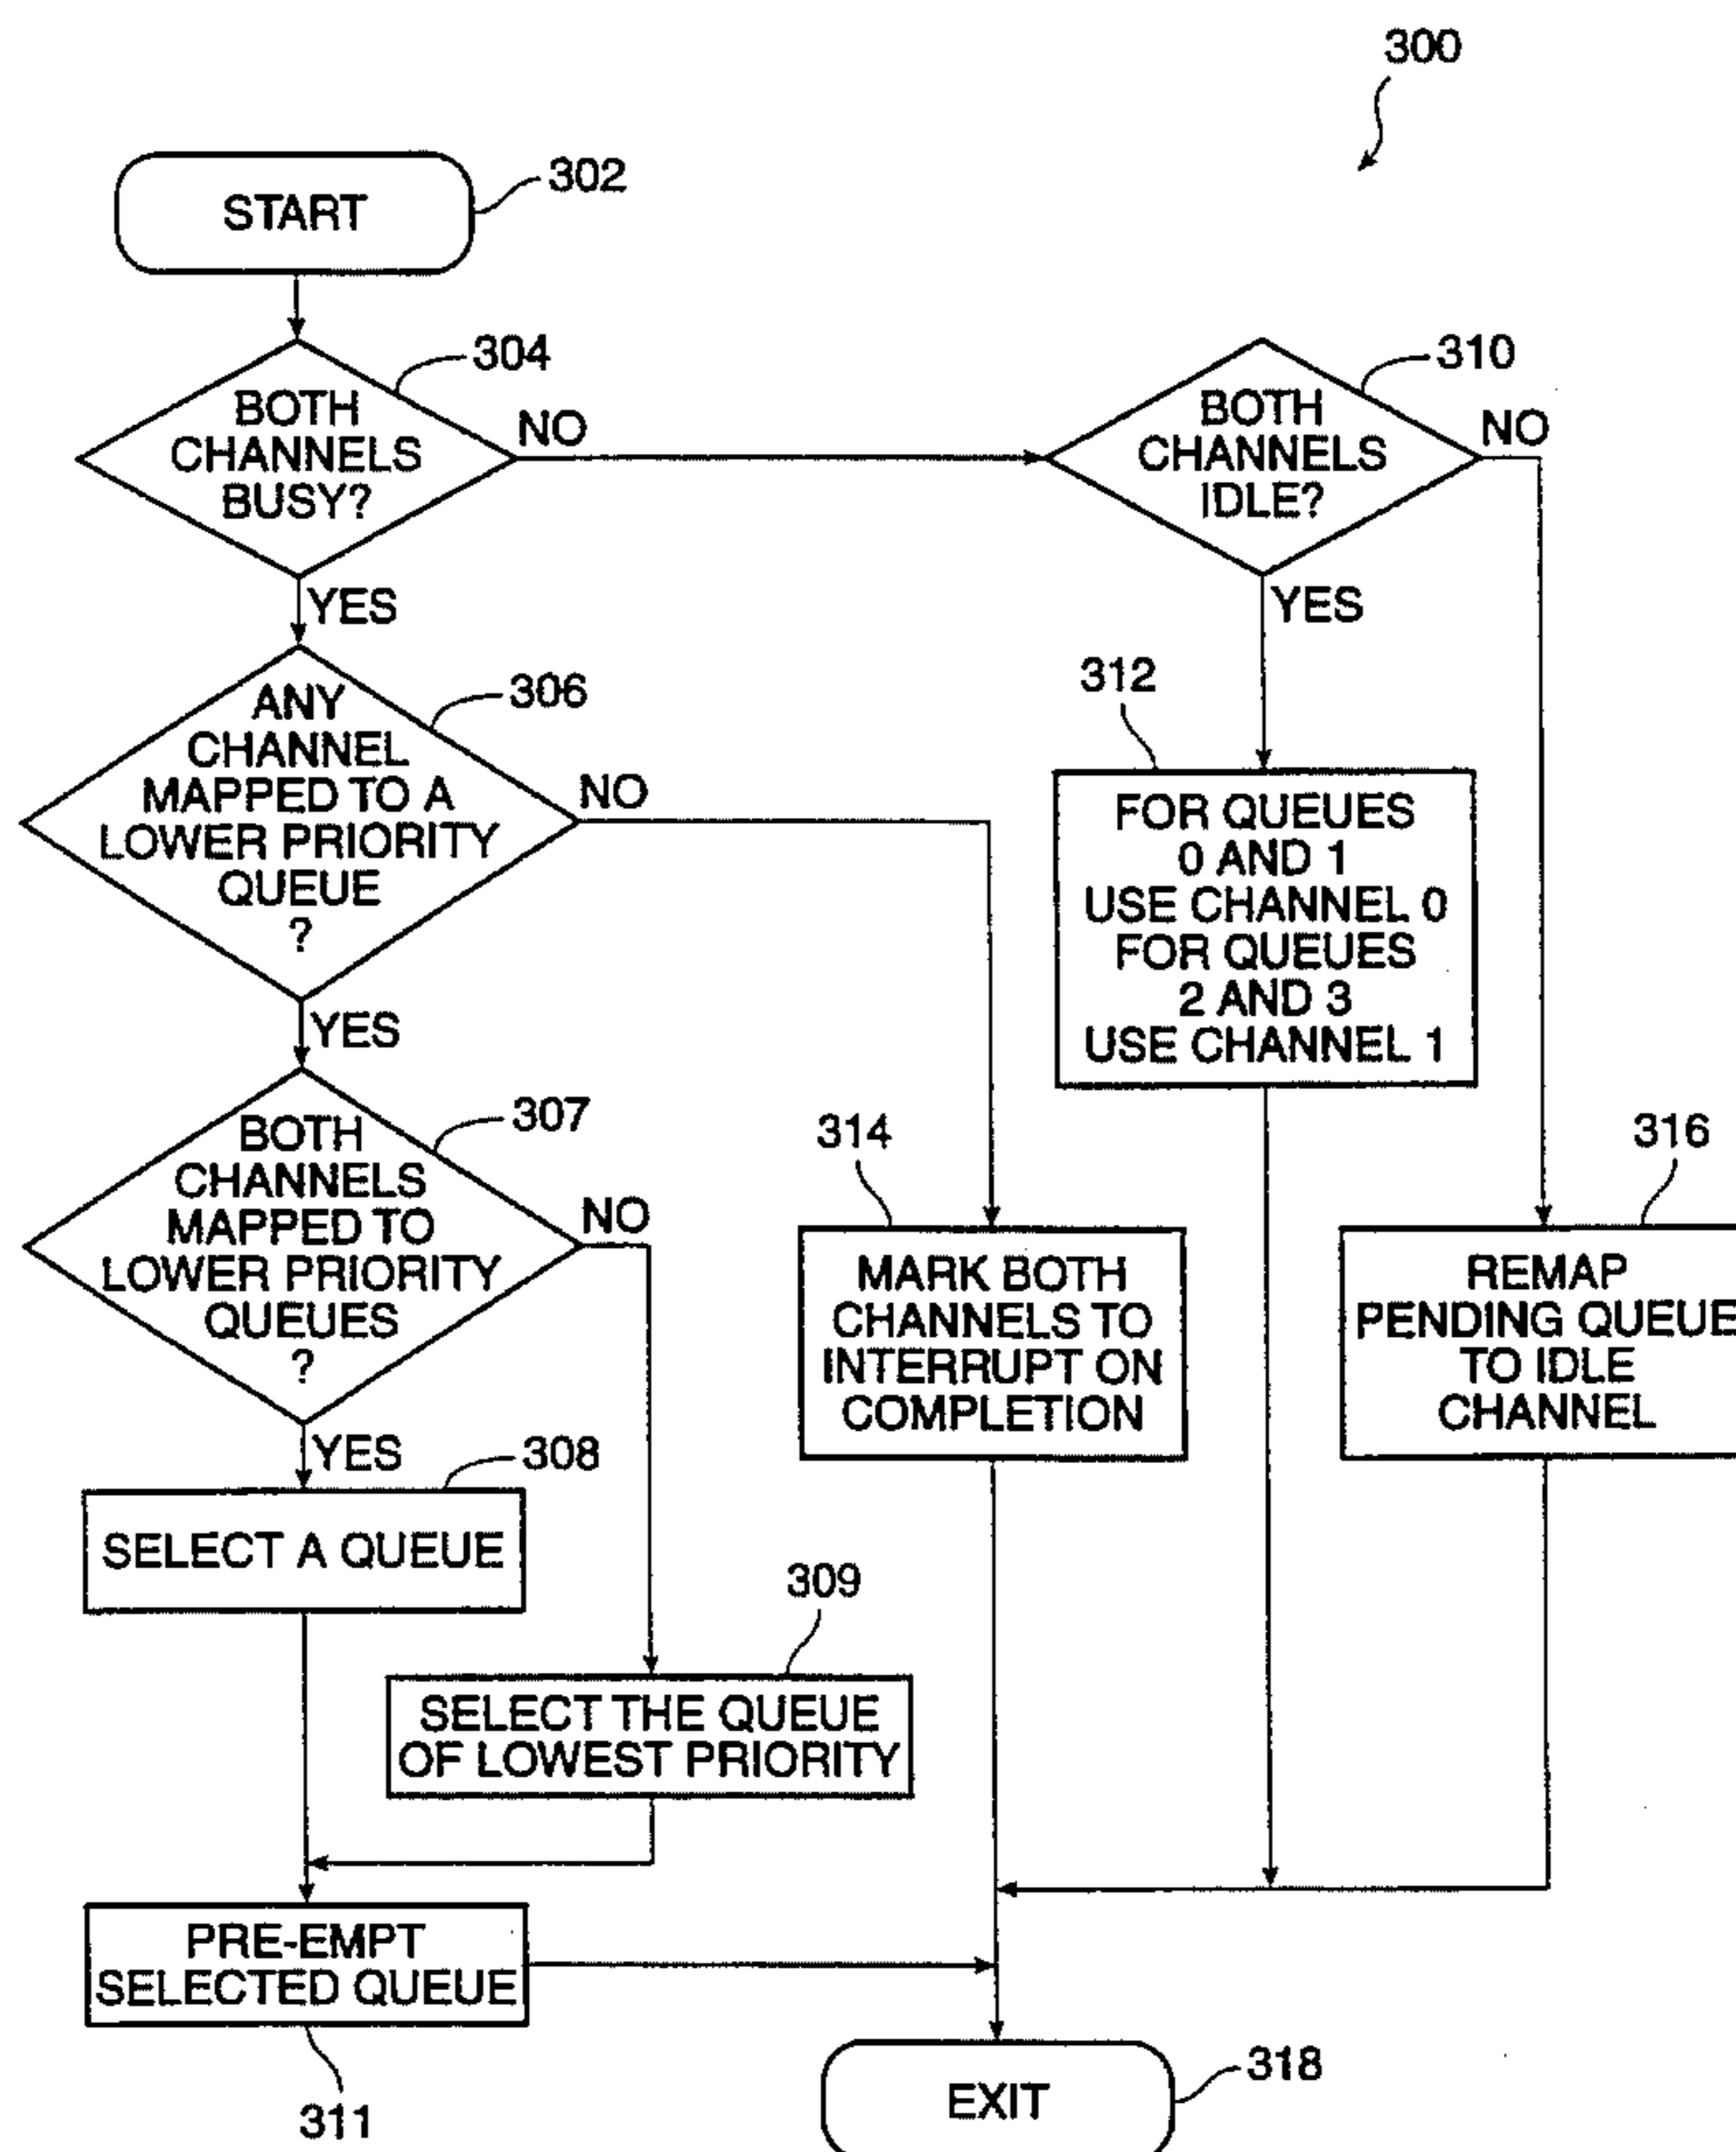 300
START
302
304
BOTH
CHANNELS
BUSY?
NO
YES
310
BOTH
CHANNELS
IDLE?
NO
YES
306
ANY
CHANNEL
MAPPED TO A
LOWER PRIORITY
QUEUE
?
NO
YES
312
FOR QUEUES
0 AND 1
USE CHANNEL 0
FOR QUEUES
2 AND 3
USE CHANNEL 1
307
BOTH
CHANNELS
MAPPED TO
LOWER PRIORITY
QUEUES
?
NO
YES
314
MARK BOTH
CHANNELS TO
INTERRUPT ON
COMPLETION
316
REMAP
PENDING QUEUE
TO IDLE
CHANNEL
308
SELECT A QUEUE
309
SELECT THE QUEUE
OF LOWEST PRIORITY
PRE-EMPT
SELECTED QUEUE
311
EXIT
318